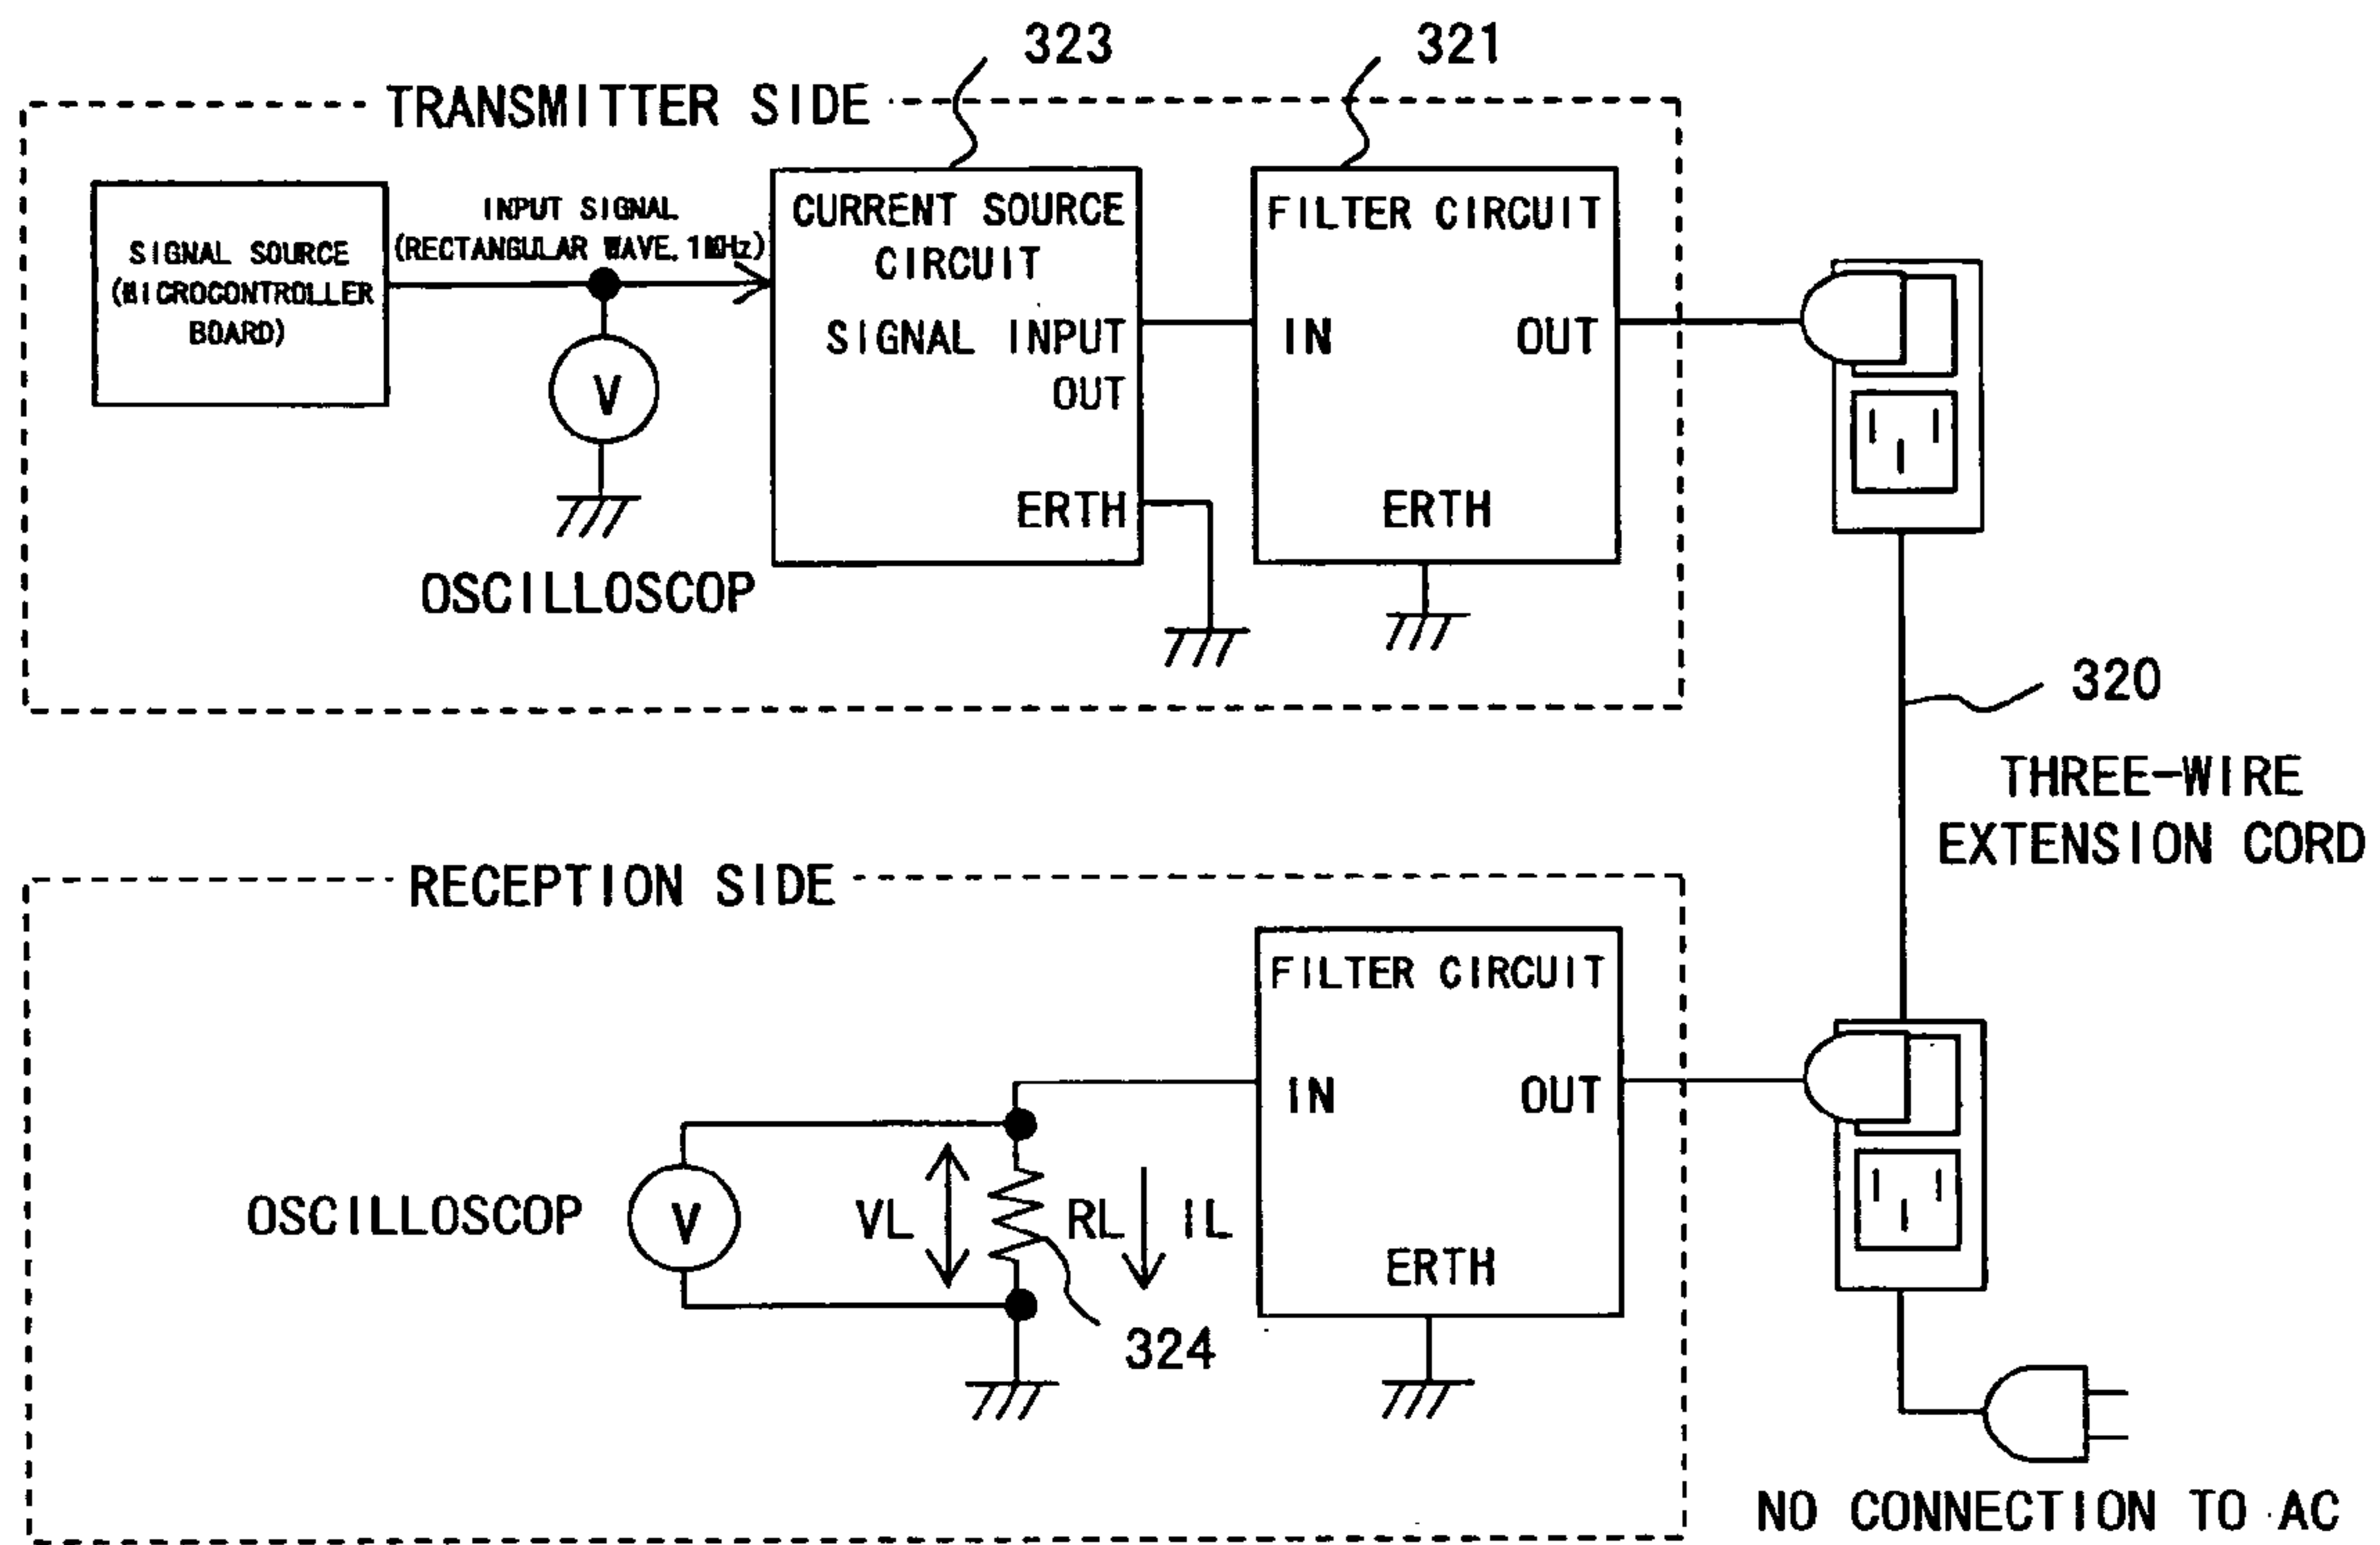 323
321
TRANSMITTER SIDE
SIGNAL SOURCE
(MICROCONTROLLER
BOARD)
INPUT SIGNAL
(RECTANGULAR WAVE,
CURRENT SOURCE
CIRCUIT
SIGNAL INPUT
OUT
ERTH
FILTER CIRCUIT
IN
OUT
ERTH
V
OSCILLOSCOP
320
THREE-WIRE
EXTENSION CORD
RECEPTION SIDE
FILTER CIRCUIT
IN
OUT
ERTH
OSCILLOSCOP
V
VL
RL
IL
324
NO CONNECTION TO AC